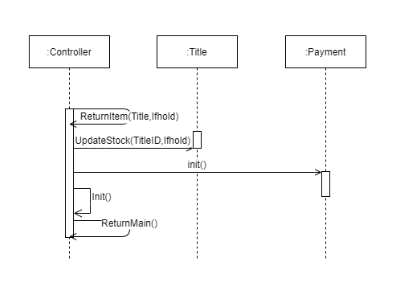 :Controller
:Title
:Payment
ReturnItem(Title,Ifhold)
UpdateStock(TitleID,Ifhold)
init()
Init()
ReturnMain()